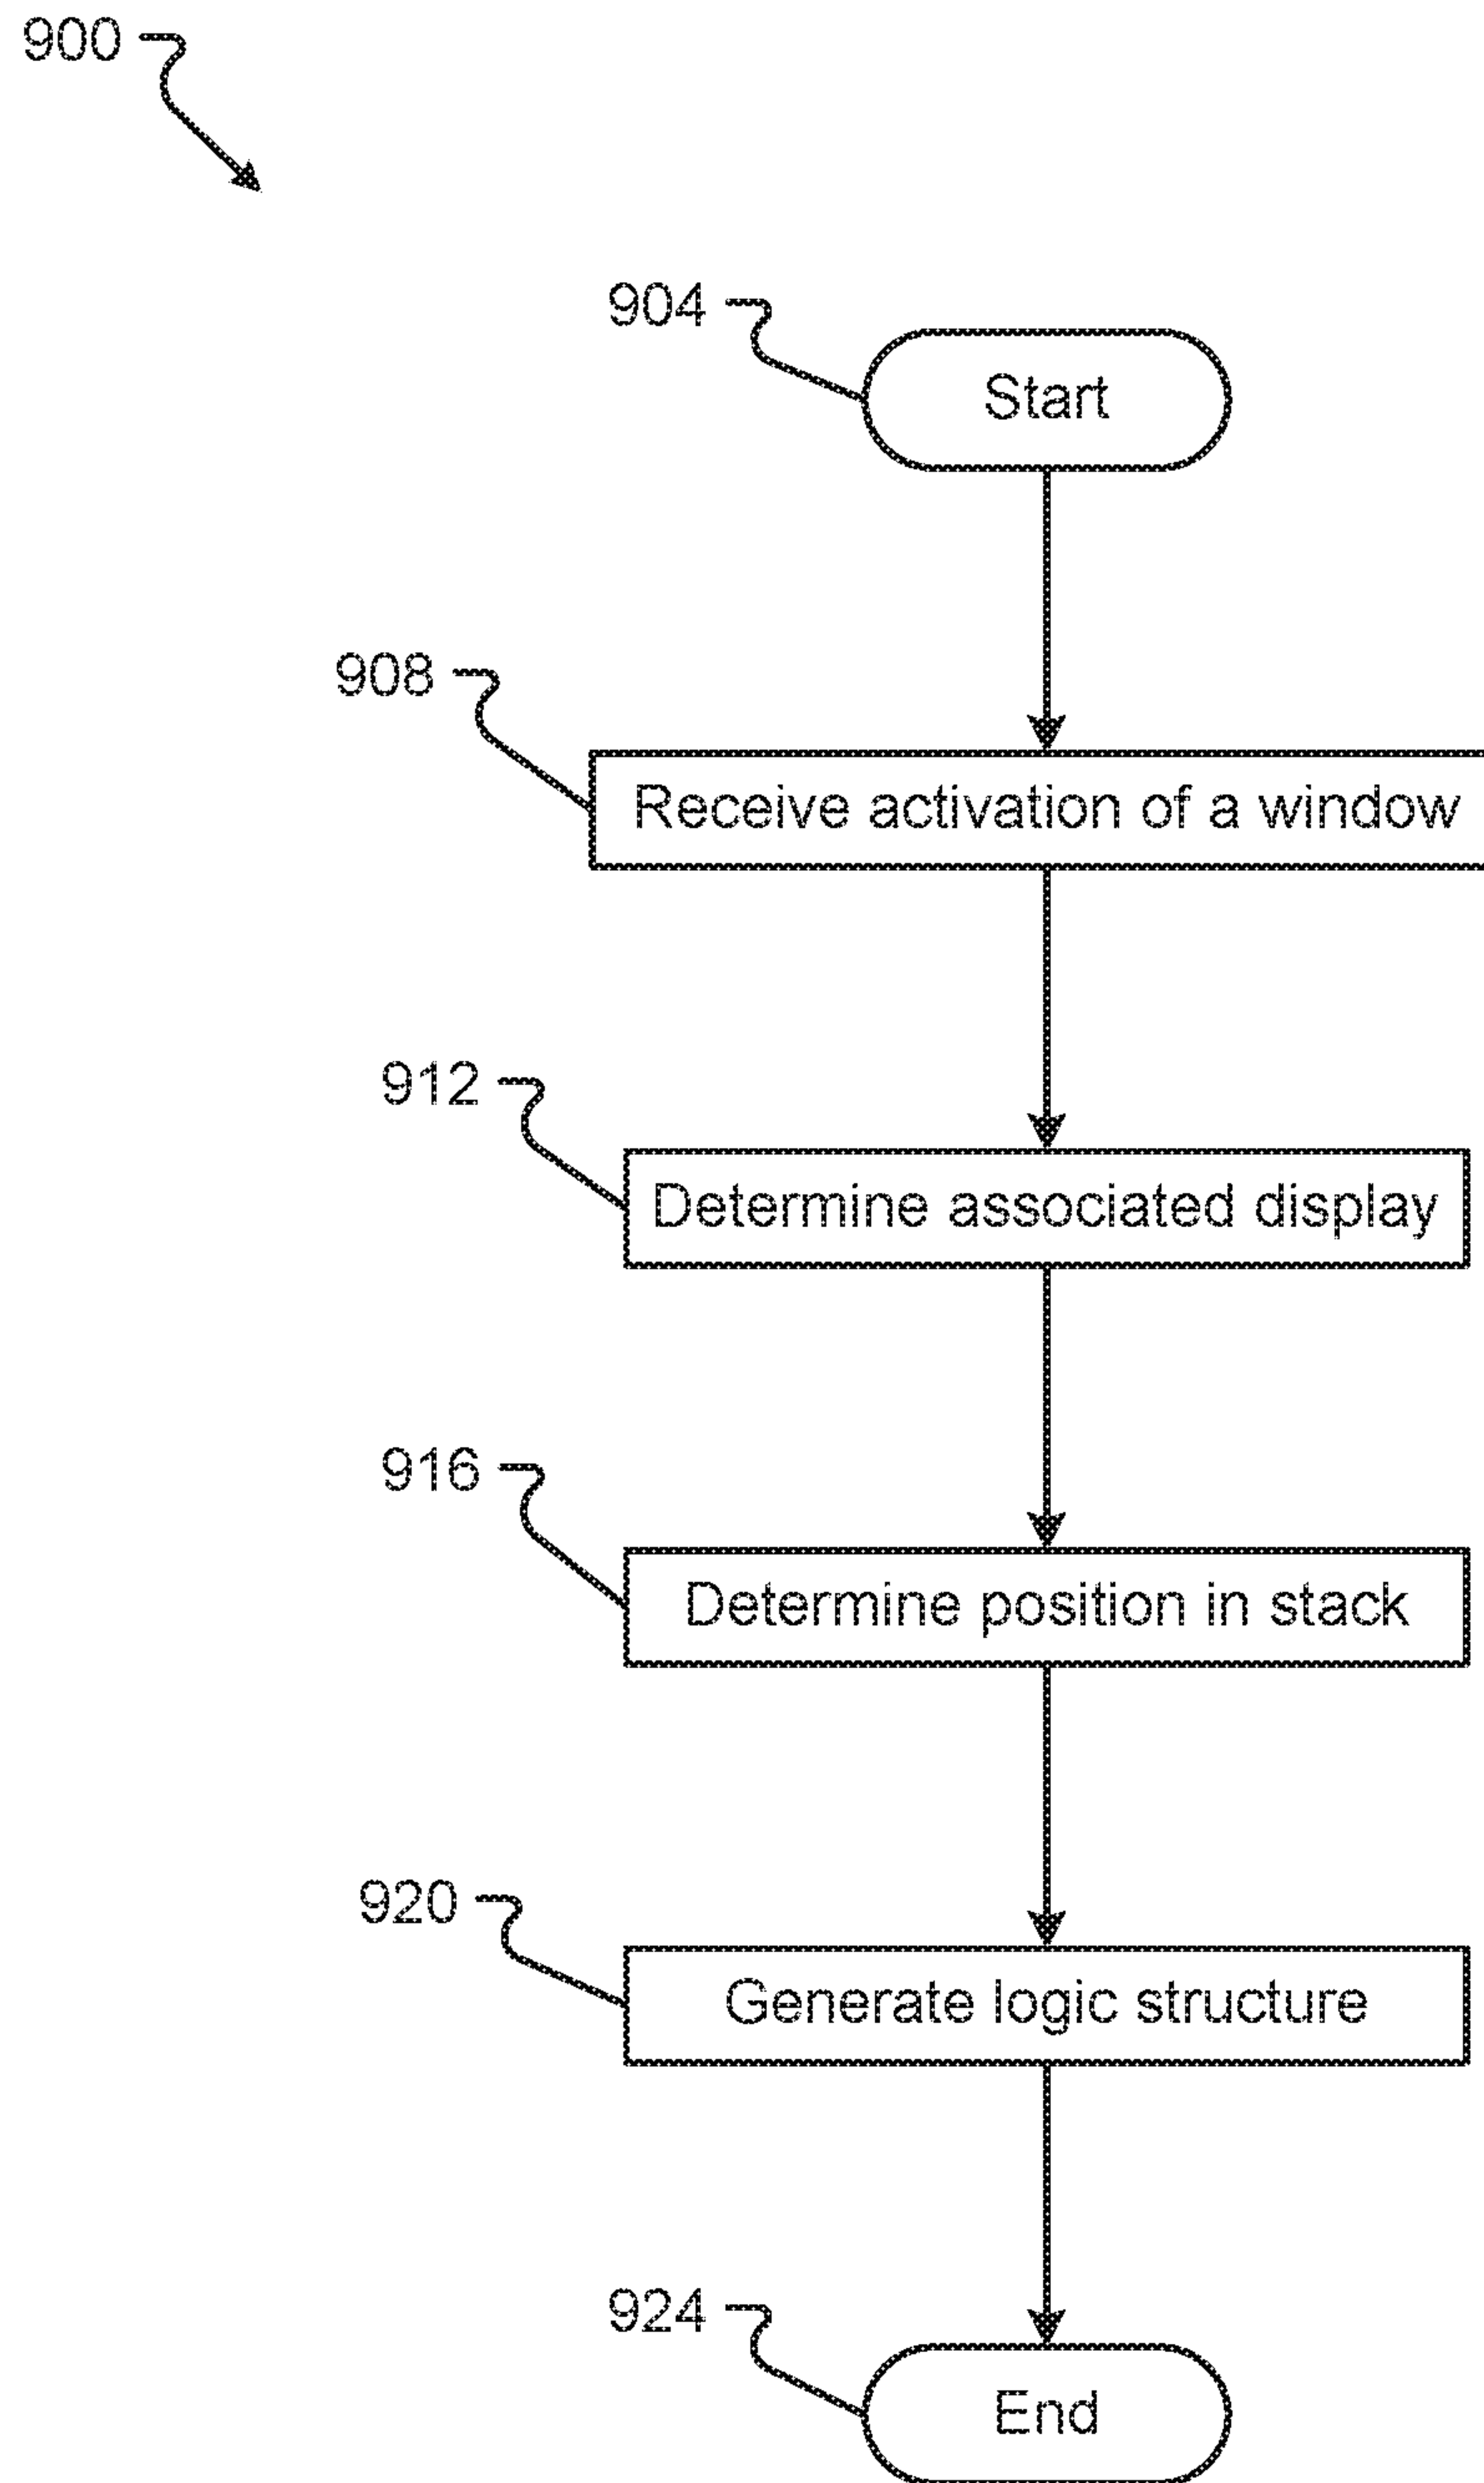 900
904
Start
908
Receive activation of a window
912
Determine associated display
916
Determine position in stack
920
Generate logic structure
924
End